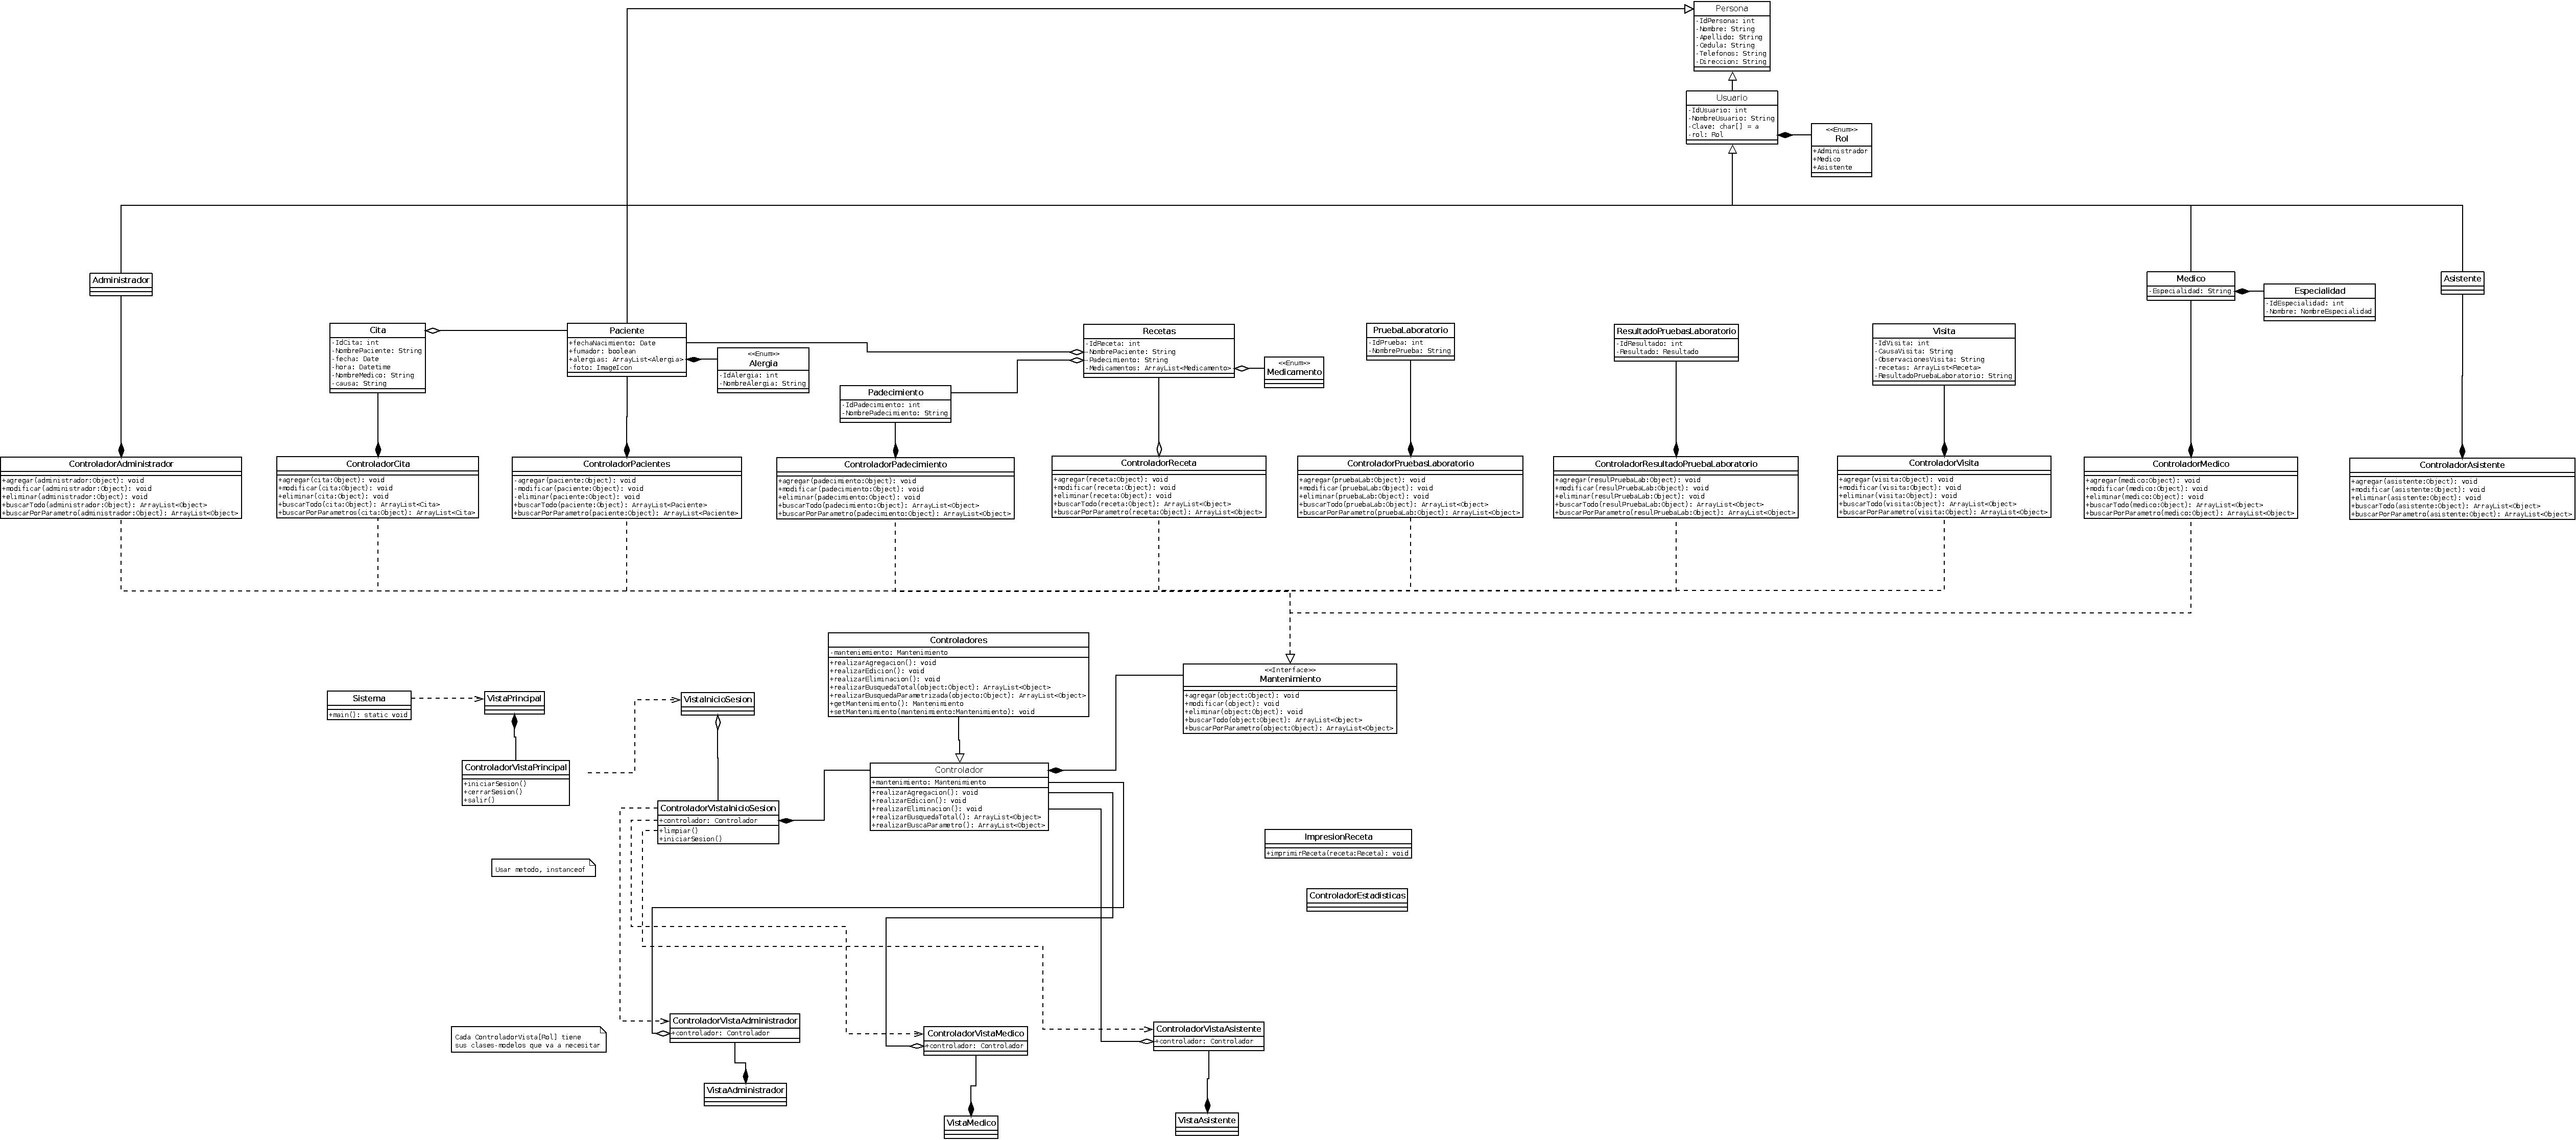 Persona
-IdPersona: int
-Nombre: String
-Apellido: String
-Cedula: String
-Telefonos: String
-Direccion: String
Usuario
-IdUsuario: int
-NombreUsuario: String
-Clave: char[] = a
-rol: Rol
<<Enum>>
Rol
+Administrador
+Medico
+Asistente
Administrador
Medico
-Especialidad: String
Especialidad
-IdEspecialidad: int
-Nombre: NombreEspecialidad
Asistente
Cita
-IdCita: int
-NombrePaciente: String
-fecha: Date
-hora: Datetime
-NombreMedico: String
-causa: String
Paciente
+fechaNacimiento: Date
+fumador: boolean
+alergias: ArrayList<Alergia>
-foto: ImageIcon
<<Enum>>
Alergia
-IdAlergia: int
-NombreAlergia: String
Padecimiento
-IdPadecimiento: int
-NombrePadecimiento: String
Recetas
-IdReceta: int
-NombrePaciente: String
-Padecimiento: String
-Medicamentos: ArrayList<Medicamento>
<<Enum>>
Medicamento
PruebaLaboratorio
-IdPrueba: int
-NombrePrueba: String
ResultadoPruebasLaboratorio
-IdResultado: int
-Resultado: Resultado
Visita
-IdVisita: int
-CausaVisita: String
-ObservacionesVisita: String
-recetas: ArrayList<Receta>
-ResultadoPruebaLaboratorio: String
ControladorAdministrador
+agregar(administrador:Object): void
+modificar(administrador:Object): void
+eliminar(administrador:Object): void
+buscarTodo(administrador:Object): ArrayList<Object>
+buscarPorParametro(administrador:Object): ArrayList<Object>
ControladorCita
+agregar(cita:Object): void
+modificar(cita:Object): void
+eliminar(cita:Object): void
+buscarTodo(cita:Object): ArrayList<Cita>
+buscarPorParametros(cita:Object): ArrayList<Cita>
ControladorPacientes
-agregar(paciente:Object): void
-modificar(paciente:Object): void
-eliminar(paciente:Object): void
+buscarTodo(paciente:Object): ArrayList<Paciente>
+buscarPorParametro(paciente:Object): ArrayList<Paciente>
ControladorPadecimiento
+agregar(padecimiento:Object): void
+modificar(padecimiento:Object): void
+eliminar(padecimiento:Object): void
+buscarTodo(padecimiento:Object): ArrayList<Object>
+buscarPorParametro(padecimiento:Object): ArrayList<Object>
ControladorReceta
+agregar(receta:Object): void
+modificar(receta:Object): void
+eliminar(receta:Object): void
+buscarTodo(receta:Object): ArrayList<Object>
+buscarPorParametro(receta:Object): ArrayList<Object>
ControladorPruebasLaboratorio
+agregar(pruebaLab:Object): void
+modificar(pruebaLab:Object): void
+eliminar(pruebaLab:Object): void
+buscarTodo(pruebaLab:Object): ArrayList<Object>
+buscarPorParametro(pruebaLab:Object): ArrayList<Object>
ControladorResultadoPruebaLaboratorio
+agregar(resulPruebaLab:Object): void
+modificar(resulPruebaLab:Object): void
+eliminar(resulPruebaLab:Object): void
+buscarTodo(resulPruebaLab:Object): ArrayList<Object>
+buscarPorParametro(resulPruebaLab:Object): ArrayList<Object>
ControladorVisita
+agregar(visita:Object): void
+modificar(visita:Object): void
+eliminar(visita:Object): void
+buscarTodo(visita:Object): ArrayList<Object>
+buscarPorParametro(visita:Object): ArrayList<Object>
ControladorMedico
+agregar(medico:Object): void
+modificar(medico:Object): void
+eliminar(medico:Object): void
+buscarTodo(medico:Object): ArrayList<Object>
+buscarPorParametro(medico:Object): ArrayList<Object>
ControladorAsistente
+agregar(asistente:Object): void
+modificar(asistente:Object): void
+eliminar(asistente:Object): void
+buscarTodo(asistente:Object): ArrayList<Object>
+buscarPorParametro(asistente:Object): ArrayList<Object>
Controladores
-manteniemiento: Mantenimiento
+realizarAgregacion(): void
+realizarEdicion(): void
+realizarEliminacion(): void
+realizarBusquedaTotal(object:Object): ArrayList<Object>
+realizarBusquedaParametrizada(objecto:Object): ArrayList<Object>
+getMantenimiento(): Mantenimiento
+setMantenimiento(mantenimiento:Mantenimiento): void
<<Interface>>
Mantenimiento
+agregar(object:Object): void
+modificar(object): void
+eliminar(object:Object): void
+buscarTodo(object:Object): ArrayList<Object>
+buscarPorParametro(object:Object): ArrayList<Object>
Sistema
+main(): static void
VistaPrincipal
VistaInicioSesion
ControladorVistaPrincipal
+iniciarSesion()
+cerrarSesion()
+salir()
Controlador
+mantenimiento: Mantenimiento
+realizarAgregacion(): void
+realizarEdicion(): void
+realizarEliminacion(): void
+realizarBusquedaTotal(): ArrayList<Object>
+realizarBuscaParametro(): ArrayList<Object>
ControladorVistaInicioSesion
+controlador: Controlador
+limpiar()
+iniciarSesion()
ImpresionReceta
+imprimirReceta(receta:Receta): void
Usar metodo, instanceof
ControladorEstadisticas
ControladorVistaAdministrador
+controlador: Controlador
ControladorVistaMedico
+controlador: Controlador
ControladorVistaAsistente
+controlador: Controlador
Cada ControladorVista[Rol] tiene
sus clases-modelos que va a necesitar
VistaAdministrador
VistaMedico
VistaAsistente